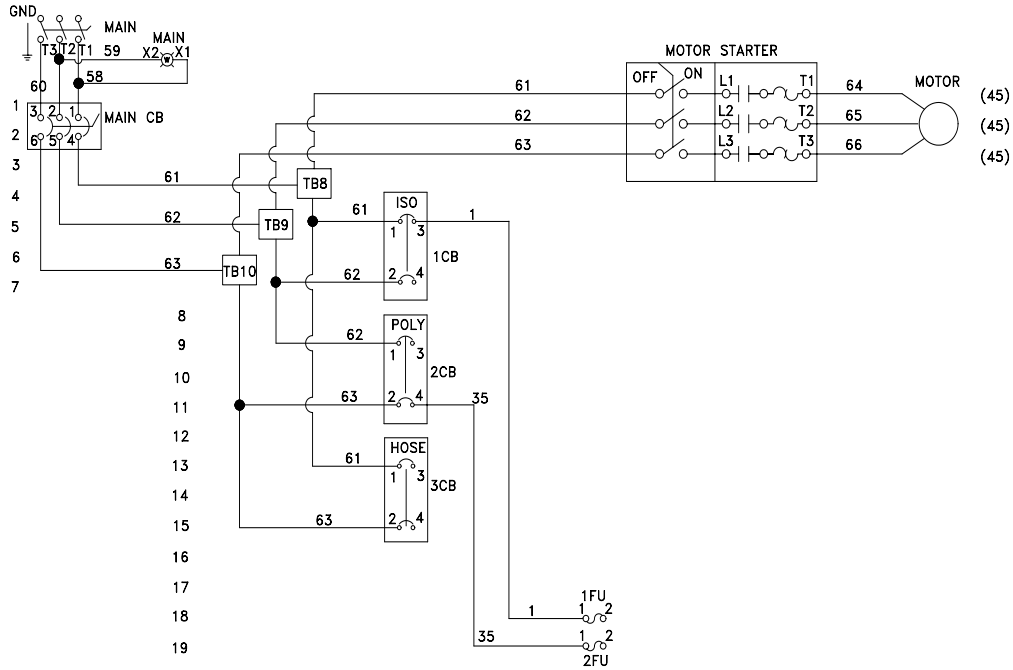 GND
MAIN
T3 T2 T1
59
MAIN
X2 W X1
58
60
MOTOR STARTER
OFF ON
L1 T1
L2 T2
L3 T3
61
62
63
64
65
66
MOTOR
(45)
(45)
(45)
1
2
3
4
5
6
7
8
9
10
11
12
13
14
15
16
17
18
19
3 2 1
MAIN CB
6 5 4
61
62
63
TB8
TB9
TB10
ISO
61
1 3
1
1CB
62
2 4
POLY
62
1 3
2CB
63
2 4
35
HOSE
61
1 3
3CB
63
2 4
1FU
1
1 2
35
1 2
2FU